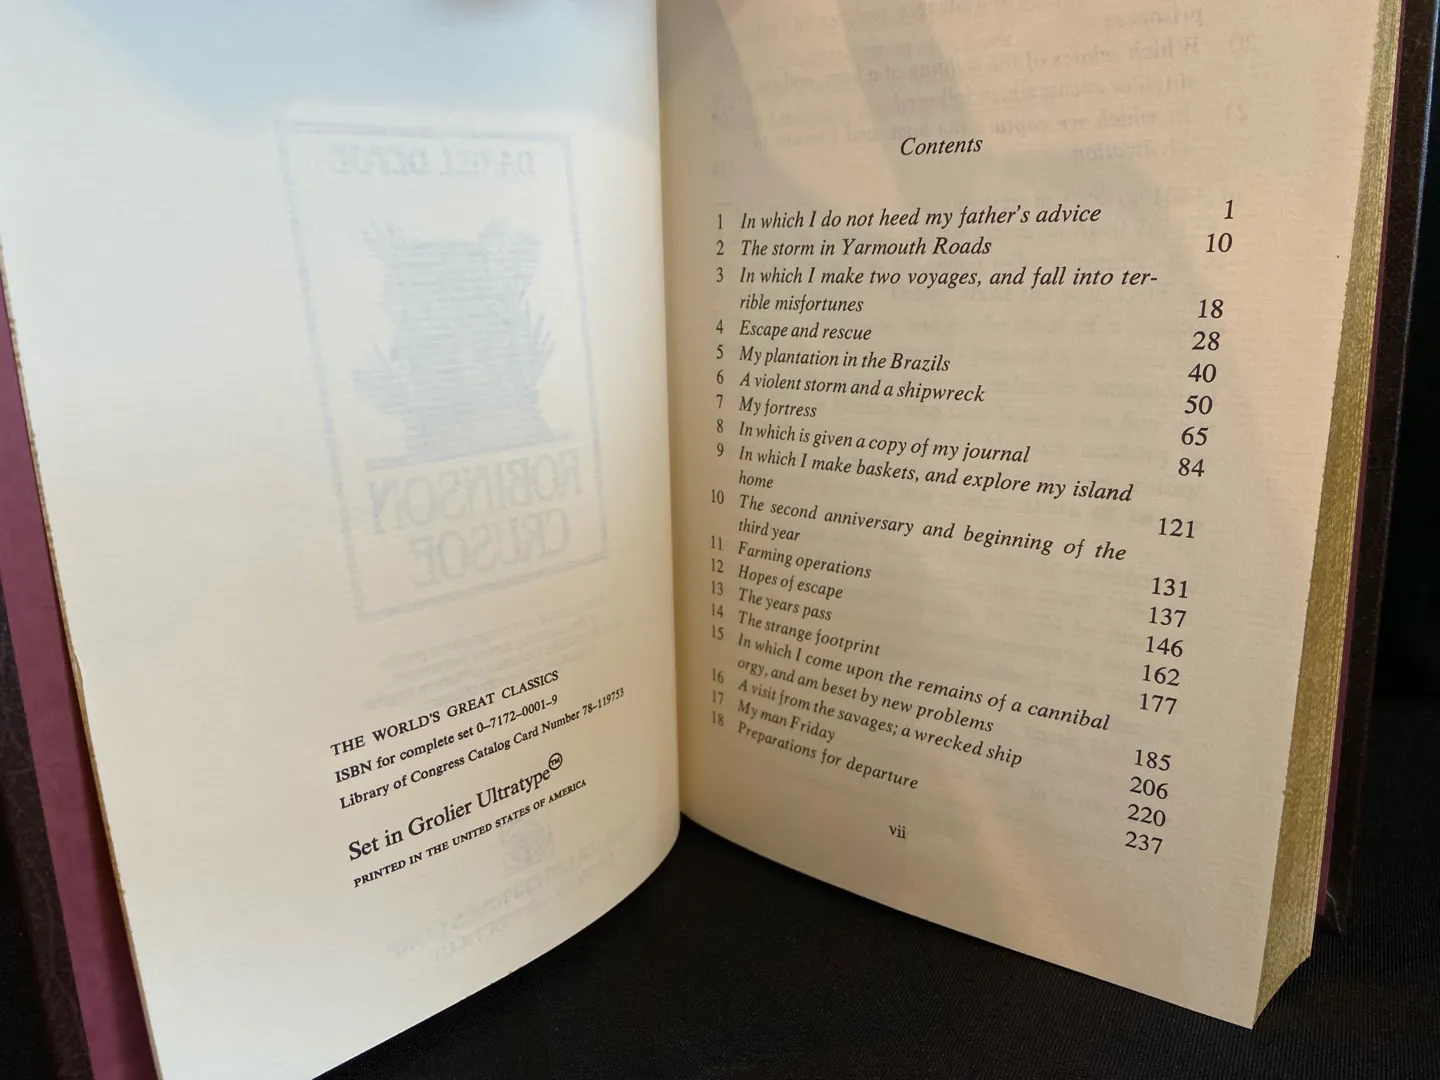 THE WORLD'S GREAT CLASSICS
ISBN for complete set 0–7172–0001–9
Library of Congress Catalog Card Number 78–119753
Set in Grolier Ultratype™
PRINTED IN THE UNITED STATES OF AMERICA
DANIEL DEFOE
ROBINSON
CRUSOE
Contents
1 In which I do not heed my father's advice 1
2 The storm in Yarmouth Roads 10
3 In which I make two voyages, and fall into ter-
rible misfortunes 18
4 Escape and rescue 28
5 My plantation in the Brazils 40
6 A violent storm and a shipwreck 50
7 My fortress 65
8 In which is given a copy of my journal 84
9 In which I make baskets, and explore my island
home 121
10 The second anniversary and beginning of the
third year 131
11 Farming operations 137
12 Hopes of escape 146
13 The years pass 162
14 The strange footprint 177
15 In which I come upon the remains of a cannibal
orgy, and am beset by new problems 185
16 A visit from the savages; a wrecked ship 206
17 My man Friday 220
18 Preparations for departure 237
vii